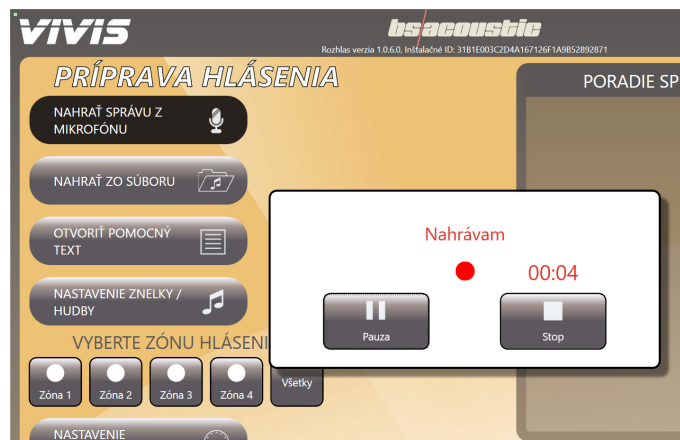 VIVIS
bsacoustic
Rozhlas verzia 1.0.6.0, Inštalačné ID: 31B1E003C2D4A167126F1A9B52892871
PRÍPRAVA HLÁSENIA
PORADIE SP
NAHRAŤ SPRÁVU Z
MIKROFÓNU
NAHRAŤ ZO SÚBORU
OTVORIŤ POMOCNÝ
TEXT
Nahrávam
00:04
NASTAVENIE ZNELKY /
HUDBY
Pauza
Stop
VYBERTE ZÓNU HLÁSENI
Zóna 1
Zóna 2
Zóna 3
Zóna 4
Všetky
NASTAVENIE